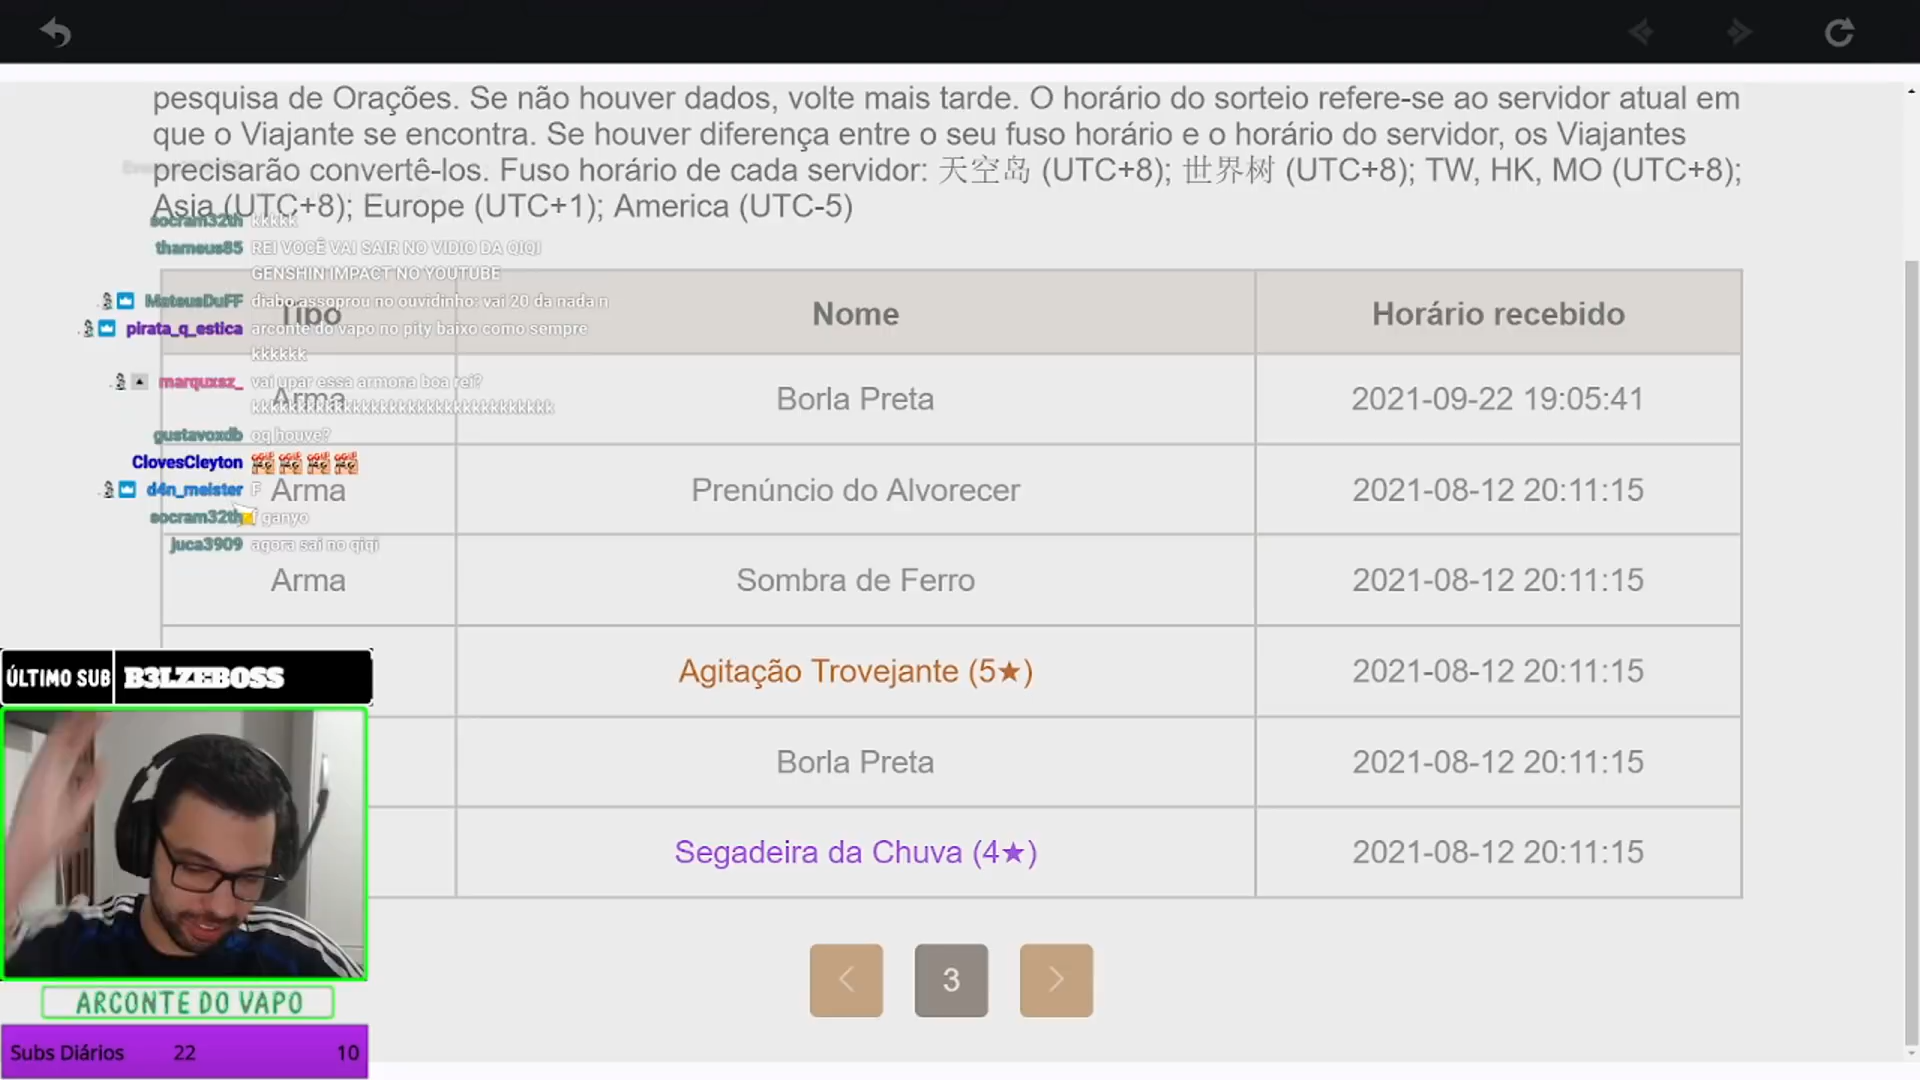 pesquisa de Orações. Se não houver dados, volte mais tarde. O horário do sorteio refere-se ao servidor atual em
que o Viajante se encontra. Se houver diferença entre o seu fuso horário e o horário do servidor, os Viajantes
precisarão convertê-los. Fuso horário de cada servidor: 天空岛 (UTC+8); 世界树 (UTC+8); TW, HK, MO (UTC+8);
Asia (UTC+8); Europe (UTC+1); America (UTC-5)
socram32th kkkkk
thameus85 REI VOCÊ VAI SAIR NO VIDIO DA QIQI
GENSHIN IMPACT NO YOUTUBE
MateusDuFF diabo assoprou no ouvidinho: vai 20 da nada n
pirata_q_estica arconte do vapo no pity baixo como sempre
kkkkkk
marquxsz_ vai upar essa armona boa rei?
kkkkkkkkkkkkkkkkkkkkkkkkkkkkk
gustavoxdb oq houve?
ClovesCleyton
d4n_meister F
socram32th f ganyo
juca3909 agora sai no qiqi
Tipo Nome Horário recebido
Arma Borla Preta 2021-09-22 19:05:41
Arma Prenúncio do Alvorecer 2021-08-12 20:11:15
Arma Sombra de Ferro 2021-08-12 20:11:15
Agitação Trovejante (5★) 2021-08-12 20:11:15
Borla Preta 2021-08-12 20:11:15
Segadeira da Chuva (4★) 2021-08-12 20:11:15
< 3 >
ÚLTIMO SUB B3LZEBOSS
ARCONTE DO VAPO
Subs Diários 22 10